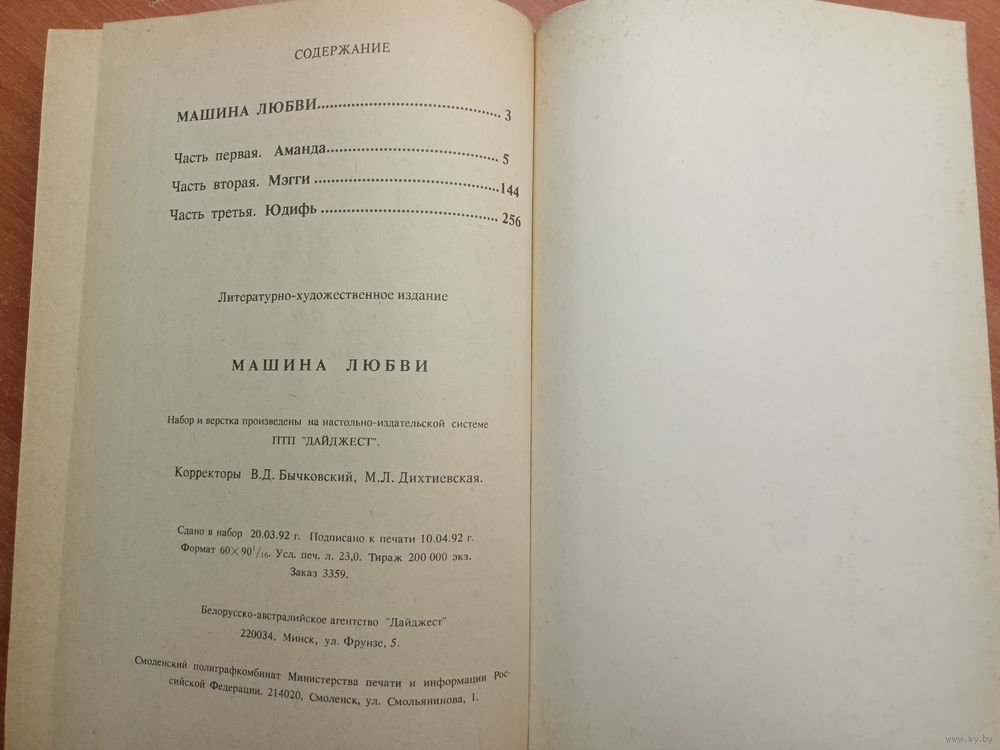 СОДЕРЖАНИЕ
МАШИНА ЛЮБВИ........................................ 3
Часть первая. Аманда........................................ 5
Часть вторая. Мэгги ........................................144
Часть третья. Юдифь ........................................ 256
Литературно-художественное издание
МАШИНА ЛЮБВИ
Набор и верстка произведены на настольно-издательской системе
ПТП "ДАЙДЖЕСТ".
Корректоры В.Д. Бычковский, М.Л. Дихтиевская.
Сдано в набор 20.03.92 г. Подписано к печати 10.04.92 г.
Формат 60×90¹/₁₆. Усл. печ. л. 23,0. Тираж 200 000 экз.
Заказ 3359.
Белорусско-австралийское агентство "Дайджест"
220034, Минск, ул. Фрунзе, 5.
Смоленский полиграфкомбинат Министерства печати и информации Рос-
сийской Федерации. 214020, Смоленск, ул. Смольянинова, 1.
www.ay.by